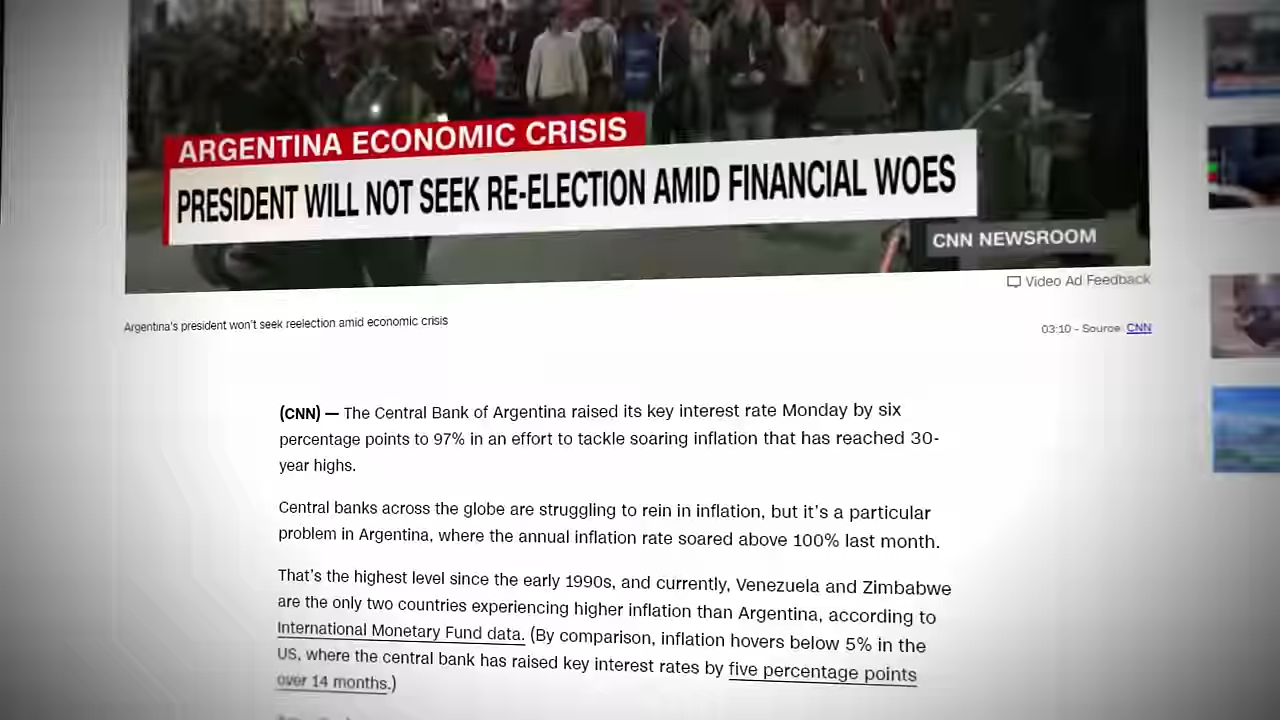 ARGENTINA ECONOMIC CRISIS
PRESIDENT WILL NOT SEEK RE-ELECTION AMID FINANCIAL WOES
CNN NEWSROOM
Video Ad Feedback
Argentina's president won't seek reelection amid economic crisis
03:10 - Source: CNN
(CNN) — The Central Bank of Argentina raised its key interest rate Monday by six
percentage points to 97% in an effort to tackle soaring inflation that has reached 30-
year highs.
Central banks across the globe are struggling to rein in inflation, but it's a particular
problem in Argentina, where the annual inflation rate soared above 100% last month.
That's the highest level since the early 1990s, and currently, Venezuela and Zimbabwe
are the only two countries experiencing higher inflation than Argentina, according to
International Monetary Fund data. (By comparison, inflation hovers below 5% in the
US, where the central bank has raised key interest rates by five percentage points
over 14 months.)